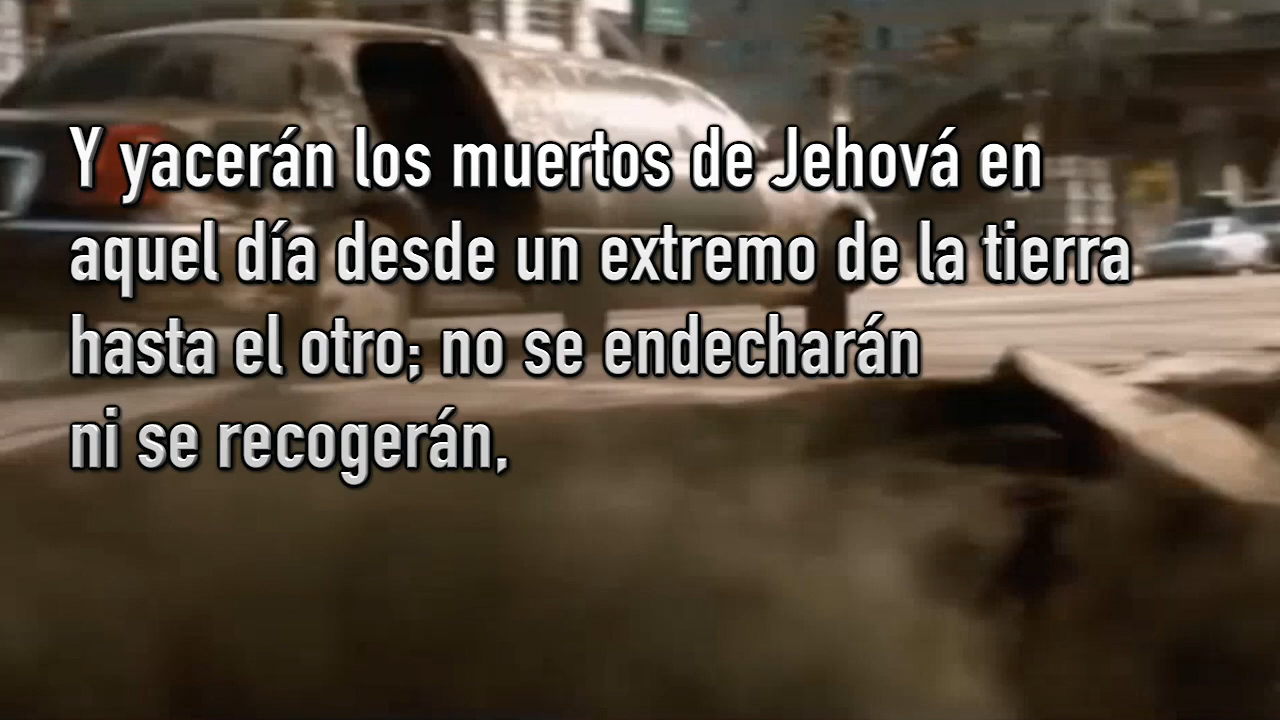 Y yacerán los muertos de Jehová en
aquel día desde un extremo de la tierra
hasta el otro; no se endecharán
ni se recogerán,